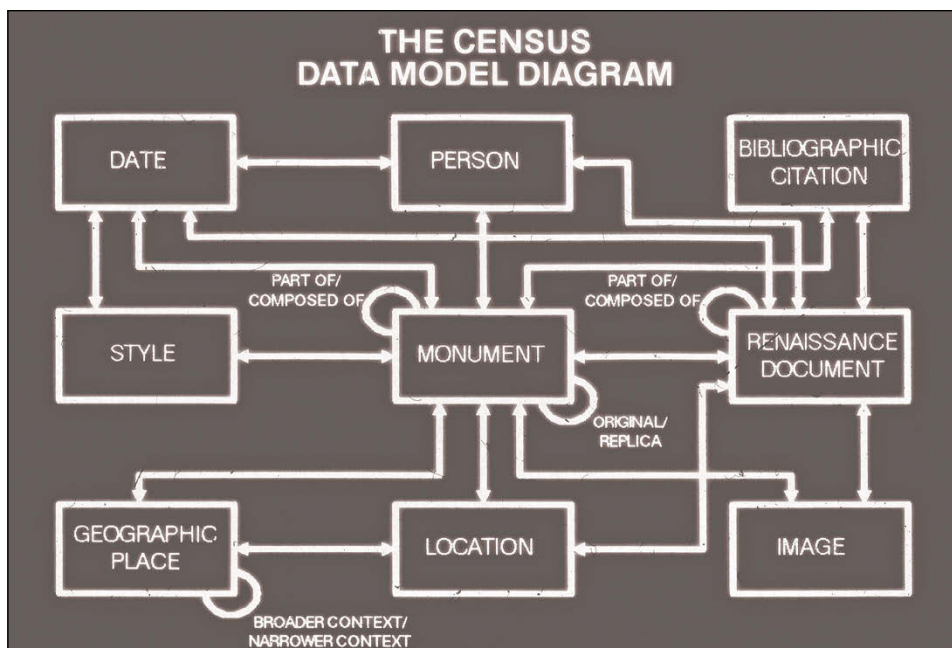 THE CENSUS
DATA MODEL DIAGRAM
DATE
PERSON
BIBLIOGRAPHIC
CITATION
PART OF/
COMPOSED OF
PART OF/
COMPOSED OF
STYLE
MONUMENT
RENAISSANCE
DOCUMENT
ORIGINAL/
REPLICA
GEOGRAPHIC
PLACE
LOCATION
IMAGE
BROADER CONTEXT/
NARROWER CONTEXT